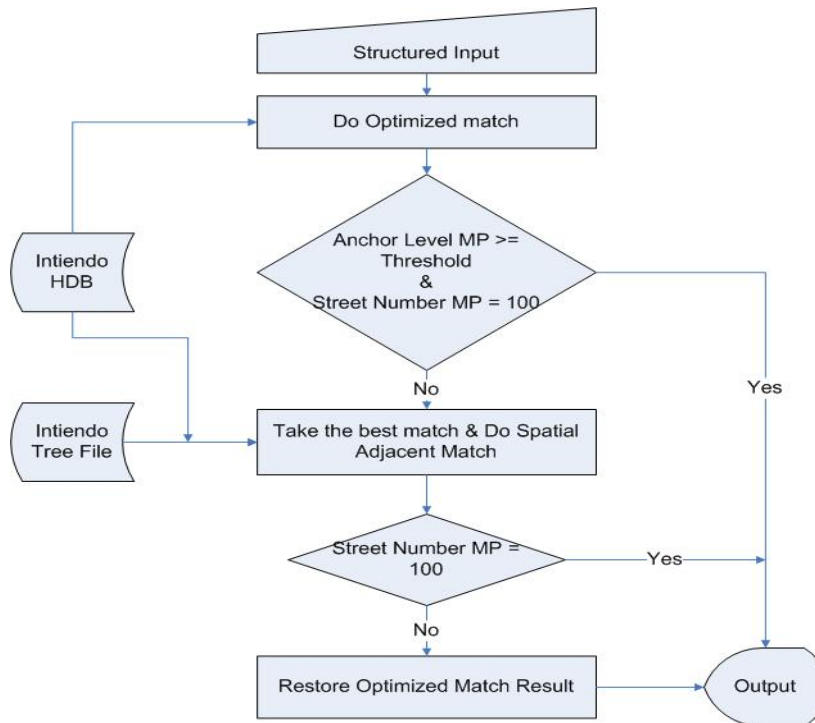 Structured Input
Do Optimized match
Anchor Level MP >=
Threshold
&
Street Number MP = 100
Intiendo
HDB
Yes
No
Intiendo
Tree File
Take the best match & Do Spatial
Adjacent Match
Street Number MP =
100
Yes
No
Restore Optimized Match Result
Output